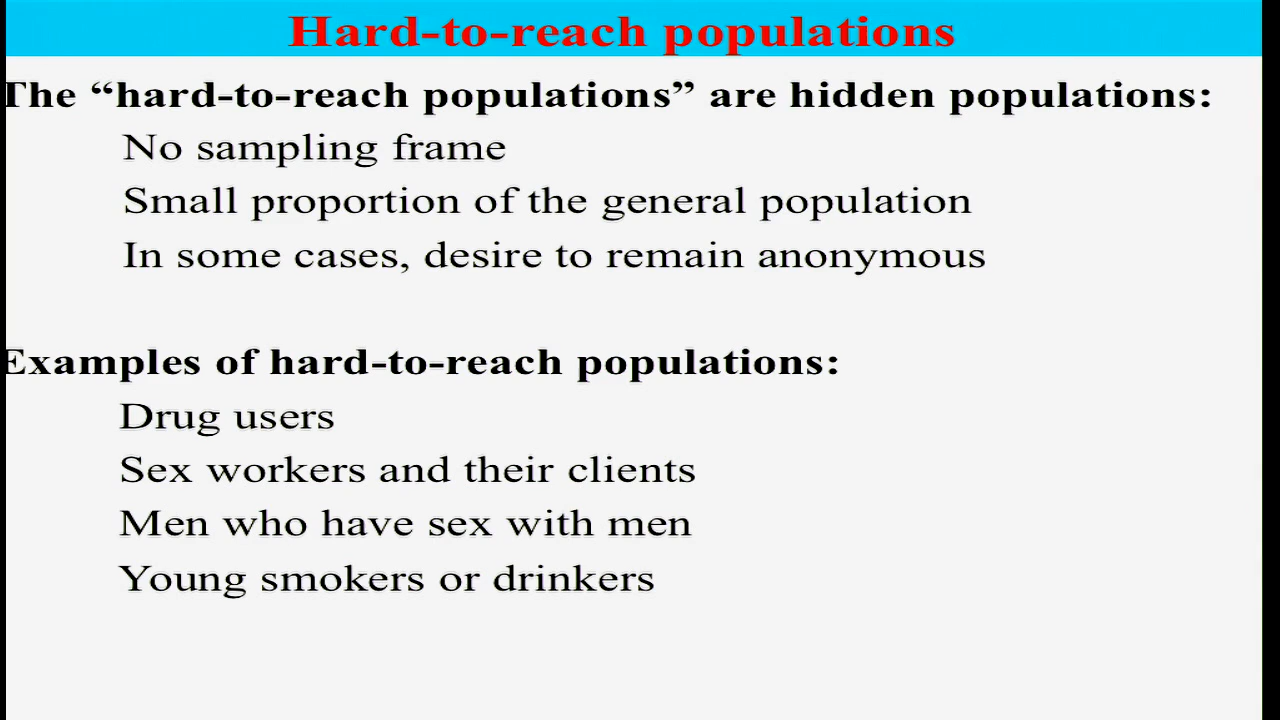 Hard-to-reach populations
The “hard-to-reach populations” are hidden populations:
No sampling frame
Small proportion of the general population
In some cases, desire to remain anonymous
Examples of hard-to-reach populations:
Drug users
Sex workers and their clients
Men who have sex with men
Young smokers or drinkers